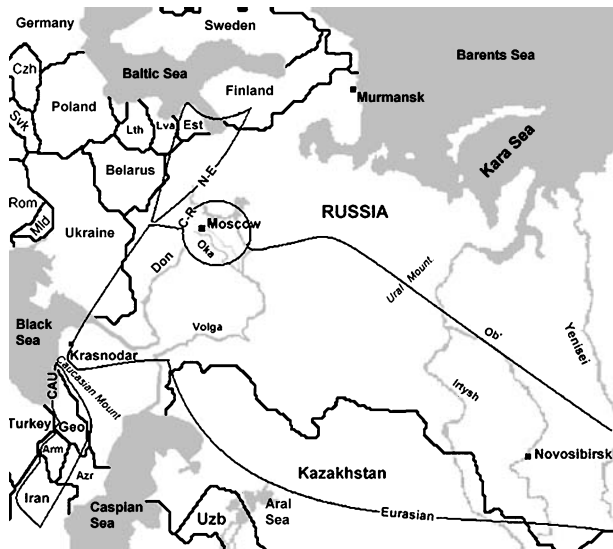 Germany
Sweden
Barents Sea
Baltic Sea
Czh
Finland
Poland
Murmansk
Svk
Lth
Lva
Est
Kara Sea
Belarus
N-E
Rom
Mld
Ukraine
C-R
Moscow
RUSSIA
Oka
Don
Ural Mount
Black
Sea
Volga
Ob'
Yenisei
Krasnodar
Caucasian Mount
CAU
Irtysh
Turkey
Geo
Arm
Azr
Novosibirsk
Iran
Kazakhstan
Caspian
Sea
Uzb
Aral
Sea
Eurasian